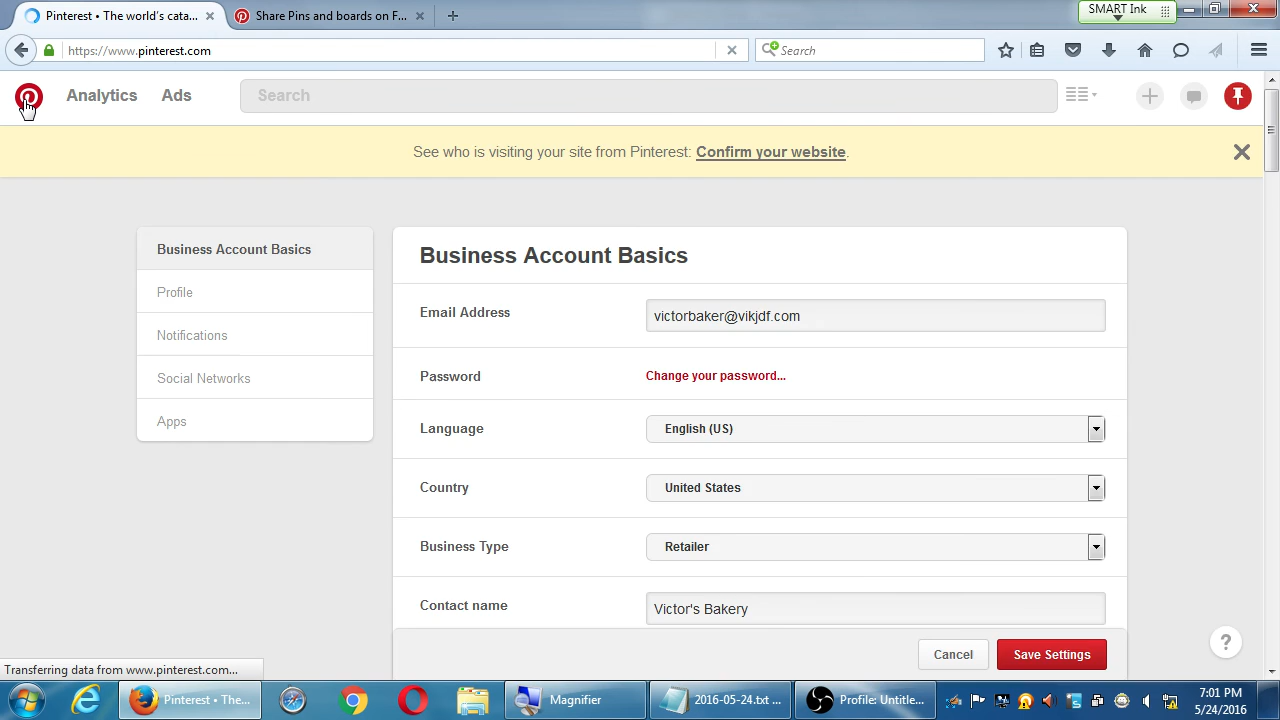 Pinterest • The world's cata...
Share Pins and boards on F...
SMART Ink
https://www.pinterest.com
Search
Analytics
Ads
Search
See who is visiting your site from Pinterest: Confirm your website.
Business Account Basics
Profile
Notifications
Social Networks
Apps
Business Account Basics
Email Address
victorbaker@vikjdf.com
Password
Change your password...
Language
English (US)
Country
United States
Business Type
Retailer
Contact name
Victor's Bakery
Cancel
Save Settings
?
Transferring data from www.pinterest.com...
Pinterest • The...
Magnifier
2016-05-24.txt ...
Profile: Untitle...
7:01 PM
5/24/2016